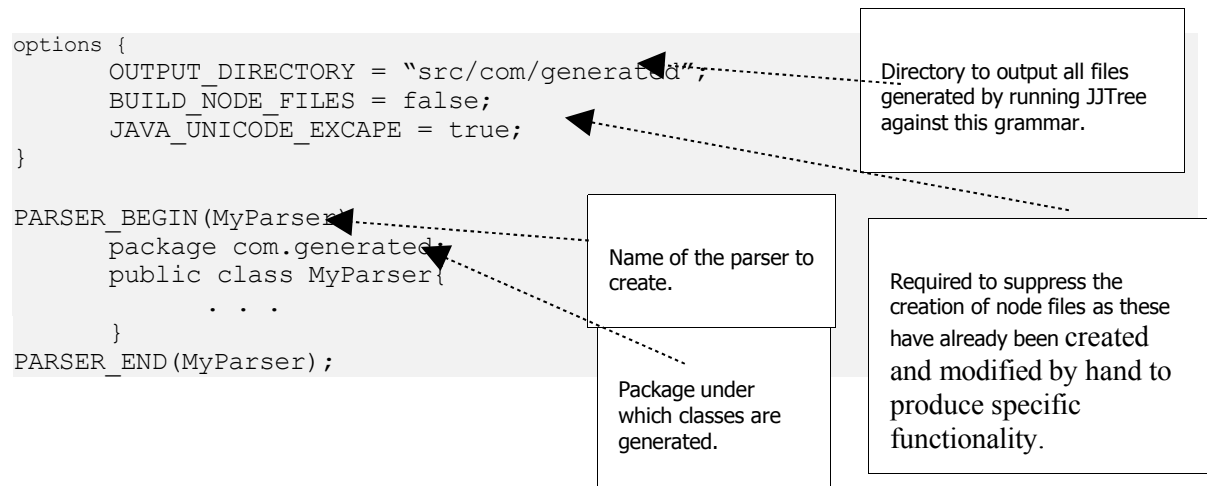 options {
OUTPUT_DIRECTORY = “src/com/generated”;
BUILD_NODE_FILES = false;
JAVA_UNICODE_EXCAPE = true;
}
PARSER_BEGIN(MyParser)
package com.generated;
public class MyParser{
. . .
}
PARSER_END(MyParser);
Directory to output all files
generated by running JJTree
against this grammar.
Name of the parser to
create.
Package under
which classes are
generated.
Required to suppress the
creation of node files as these
have already been created
and modified by hand to
produce specific
functionality.